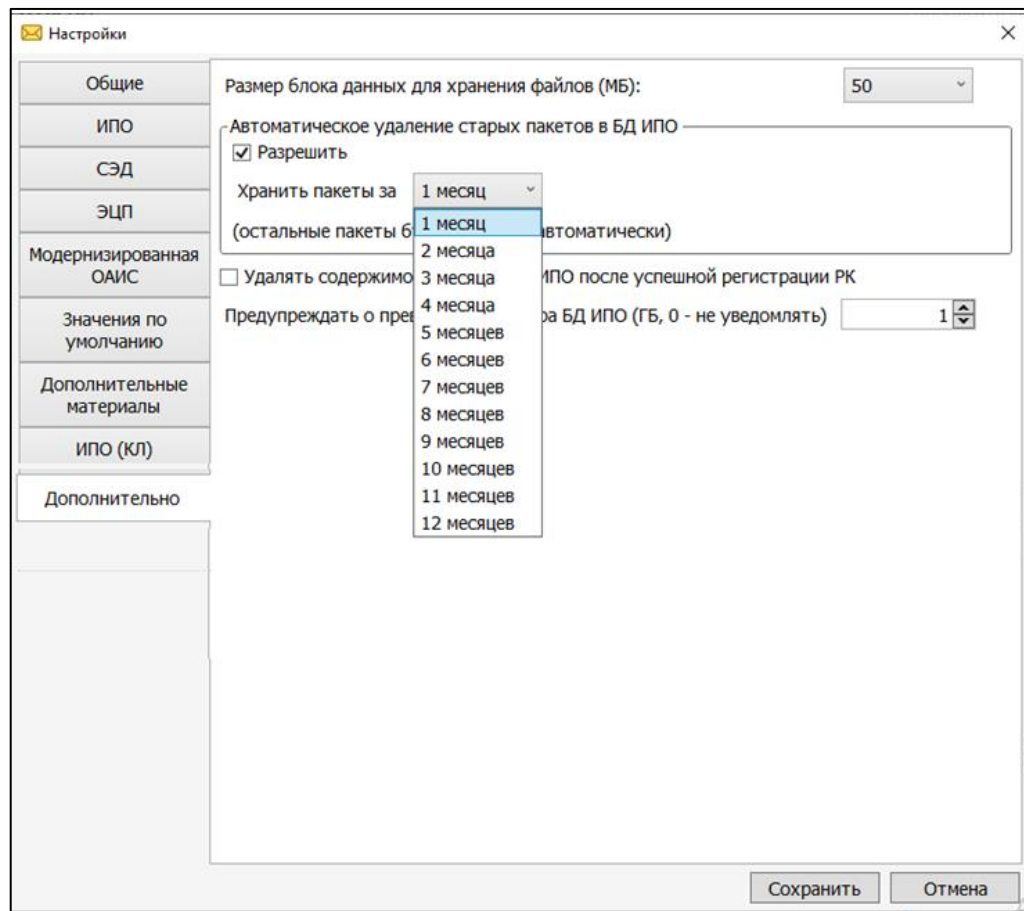 Настройки
Общие
ИПО
СЭД
ЭЦП
Модернизированная
ОАИС
Значения по
умолчанию
Дополнительные
материалы
ИПО (КЛ)
Дополнительно
Размер блока данных для хранения файлов (МБ): 50
Автоматическое удаление старых пакетов в БД ИПО
Разрешить
Хранить пакеты за 1 месяц
(остальные пакеты автоматически)
1 месяц
2 месяца
3 месяца
4 месяца
5 месяцев
6 месяцев
7 месяцев
8 месяцев
9 месяцев
10 месяцев
11 месяцев
12 месяцев
Удалять ИПО после успешной регистрации РК
Предупреждать о БД ИПО (ГБ, 0 - не уведомлять) 1
Сохранить Отмена